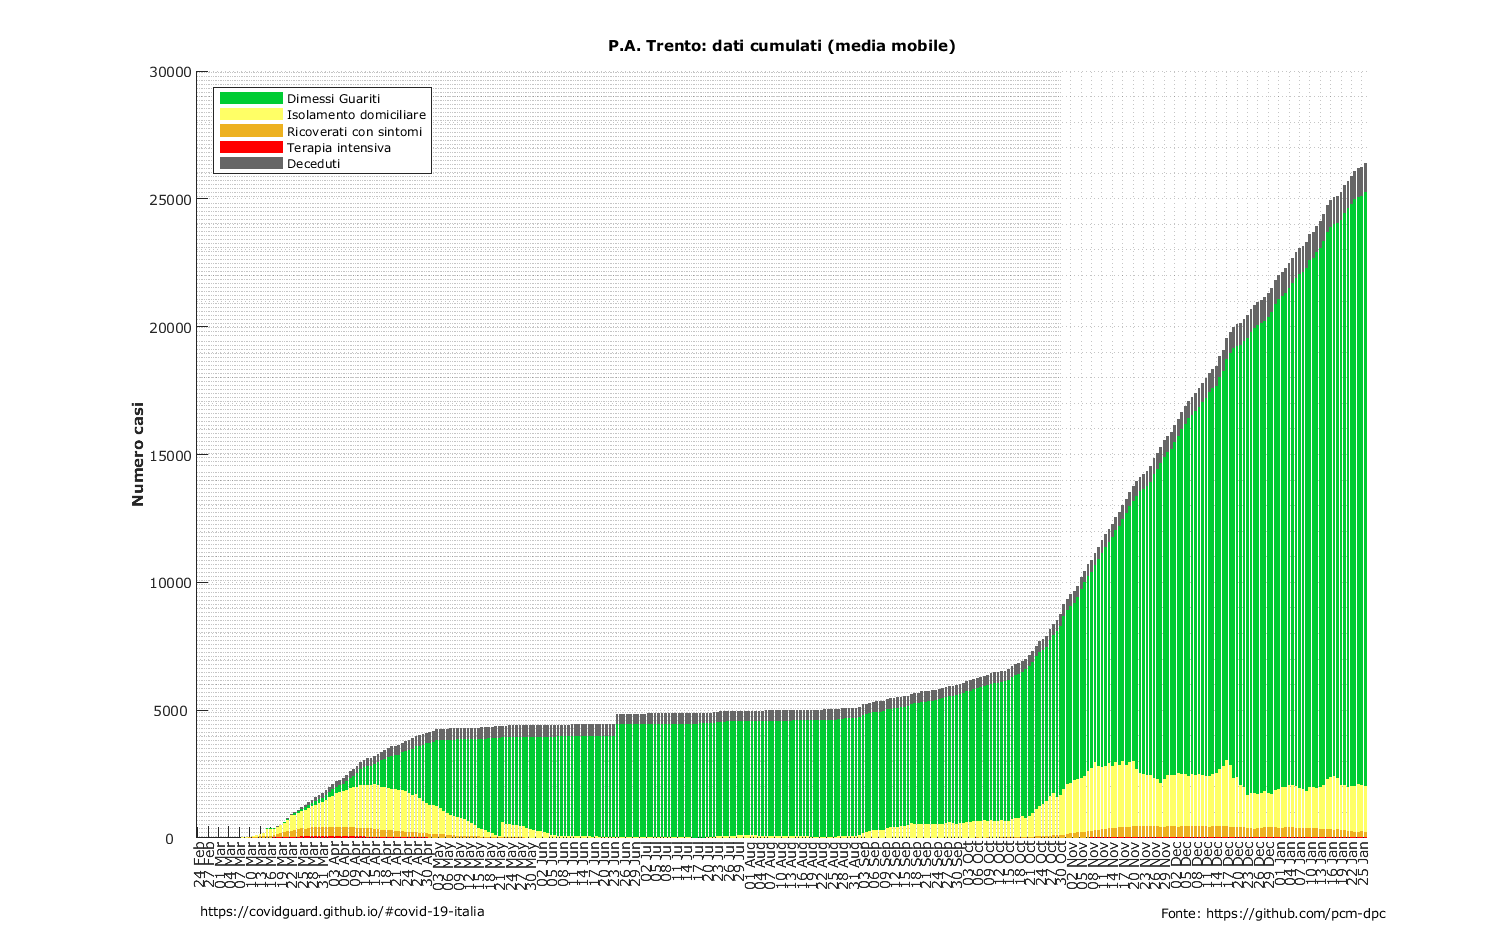 P.A. Trento: dati cumulati (media mobile)
30000
25000
20000
15000
10000
5000
0
Numero casi
Dimessi Guariti
Isolamento domiciliare
Ricoverati con sintomi
Terapia intensiva
Deceduti
24 Feb
27 Feb
01 Mar
04 Mar
07 Mar
10 Mar
13 Mar
16 Mar
19 Mar
22 Mar
25 Mar
28 Mar
31 Mar
03 Apr
06 Apr
09 Apr
12 Apr
15 Apr
18 Apr
21 Apr
24 Apr
27 Apr
30 Apr
03 May
06 May
09 May
12 May
15 May
18 May
21 May
24 May
27 May
30 May
02 Jun
05 Jun
08 Jun
11 Jun
14 Jun
17 Jun
20 Jun
23 Jun
26 Jun
29 Jun
02 Jul
05 Jul
08 Jul
11 Jul
14 Jul
17 Jul
20 Jul
23 Jul
26 Jul
29 Jul
01 Aug
04 Aug
07 Aug
10 Aug
13 Aug
16 Aug
19 Aug
22 Aug
25 Aug
28 Aug
31 Aug
03 Sep
06 Sep
09 Sep
12 Sep
15 Sep
18 Sep
21 Sep
24 Sep
27 Sep
30 Sep
03 Oct
06 Oct
09 Oct
12 Oct
15 Oct
18 Oct
21 Oct
24 Oct
27 Oct
30 Oct
02 Nov
05 Nov
08 Nov
11 Nov
14 Nov
17 Nov
20 Nov
23 Nov
26 Nov
29 Nov
02 Dec
05 Dec
08 Dec
11 Dec
14 Dec
17 Dec
20 Dec
23 Dec
26 Dec
29 Dec
01 Jan
04 Jan
07 Jan
10 Jan
13 Jan
16 Jan
19 Jan
22 Jan
25 Jan
https://covidguard.github.io/#covid-19-italia
Fonte: https://github.com/pcm-dpc